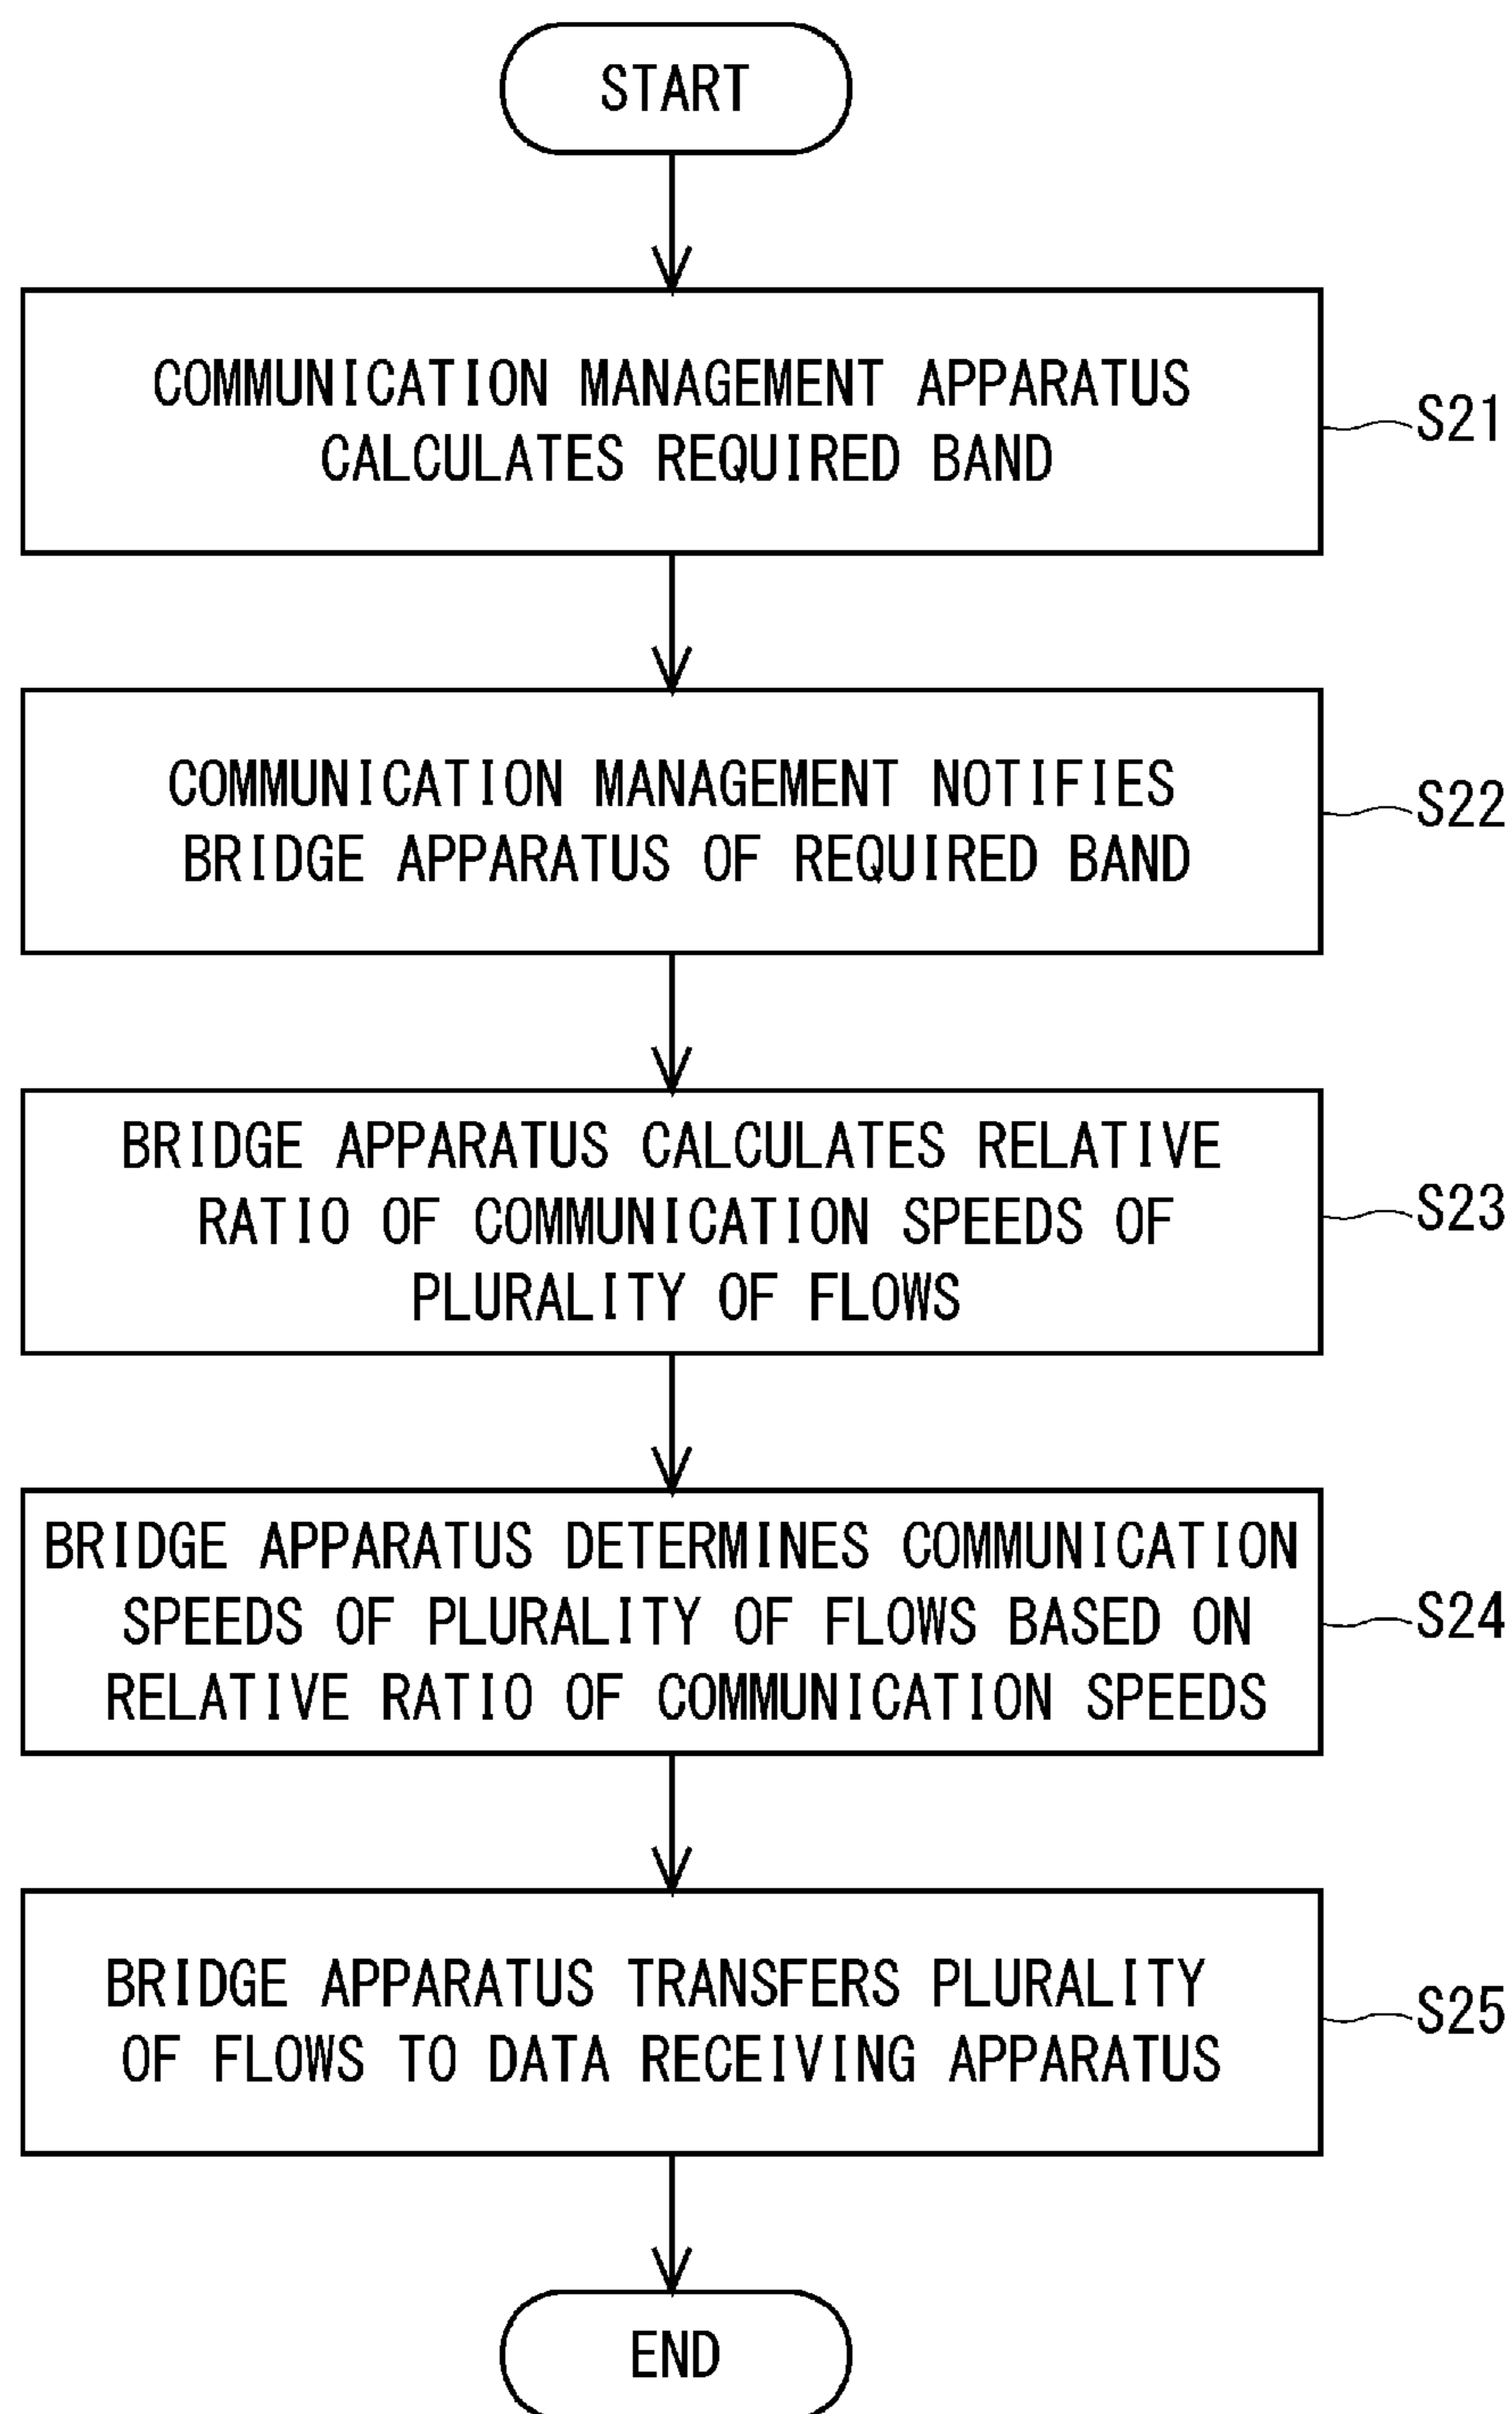 START
COMMUNICATION MANAGEMENT APPARATUS
CALCULATES REQUIRED BAND
S21
COMMUNICATION MANAGEMENT NOTIFIES
BRIDGE APPARATUS OF REQUIRED BAND
S22
BRIDGE APPARATUS CALCULATES RELATIVE
RATIO OF COMMUNICATION SPEEDS OF
PLURALITY OF FLOWS
S23
BRIDGE APPARATUS DETERMINES COMMUNICATION
SPEEDS OF PLURALITY OF FLOWS BASED ON
RELATIVE RATIO OF COMMUNICATION SPEEDS
S24
BRIDGE APPARATUS TRANSFERS PLURALITY
OF FLOWS TO DATA RECEIVING APPARATUS
S25
END